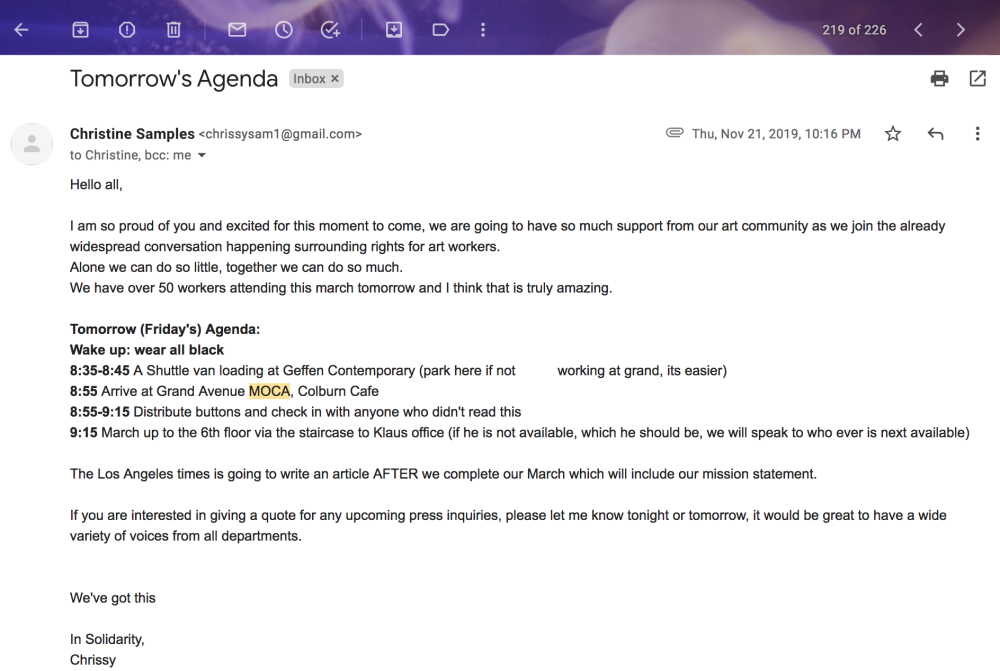 219 of 226
Tomorrow's Agenda Inbox ×
Christine Samples <chrissysam1@gmail.com> Thu, Nov 21, 2019, 10:16 PM
to Christine, bcc: me
Hello all,
I am so proud of you and excited for this moment to come, we are going to have so much support from our art community as we join the already
widespread conversation happening surrounding rights for art workers.
Alone we can do so little, together we can do so much.
We have over 50 workers attending this march tomorrow and I think that is truly amazing.
Tomorrow (Friday's) Agenda:
Wake up: wear all black
8:35-8:45 A Shuttle van loading at Geffen Contemporary (park here if not working at grand, its easier)
8:55 Arrive at Grand Avenue MOCA, Colburn Cafe
8:55-9:15 Distribute buttons and check in with anyone who didn't read this
9:15 March up to the 6th floor via the staircase to Klaus office (if he is not available, which he should be, we will speak to who ever is next available)
The Los Angeles times is going to write an article AFTER we complete our March which will include our mission statement.
If you are interested in giving a quote for any upcoming press inquiries, please let me know tonight or tomorrow, it would be great to have a wide
variety of voices from all departments.
We've got this
In Solidarity,
Chrissy